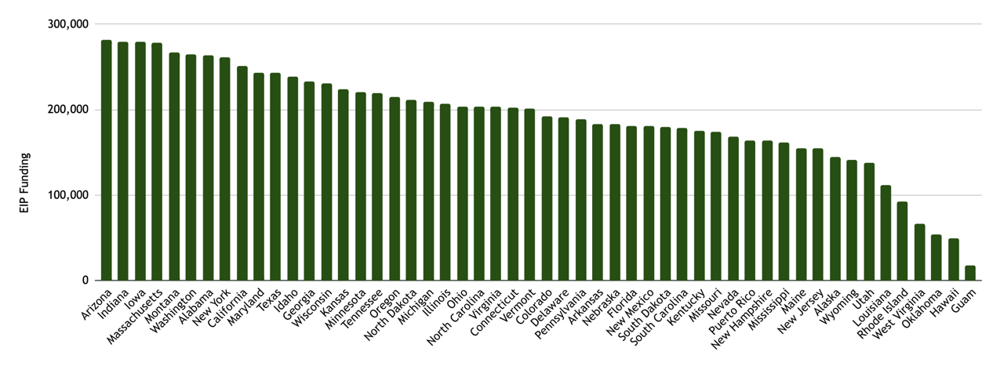 300,000
200,000
100,000
0
EIP Funding
Arizona
Indiana
Iowa
Massachusetts
Montana
Washington
Alabama
New York
California
Maryland
Texas
Idaho
Georgia
Wisconsin
Kansas
Minnesota
Tennessee
Oregon
North Dakota
Michigan
Illinois
Ohio
North Carolina
Virginia
Connecticut
Vermont
Colorado
Delaware
Pennsylvania
Arkansas
Nebraska
Florida
New Mexico
South Dakota
South Carolina
Kentucky
Missouri
Nevada
Puerto Rico
New Hampshire
Mississippi
Maine
New Jersey
Alaska
Wyoming
Utah
Louisiana
Rhode Island
West Virginia
Oklahoma
Hawaii
Guam